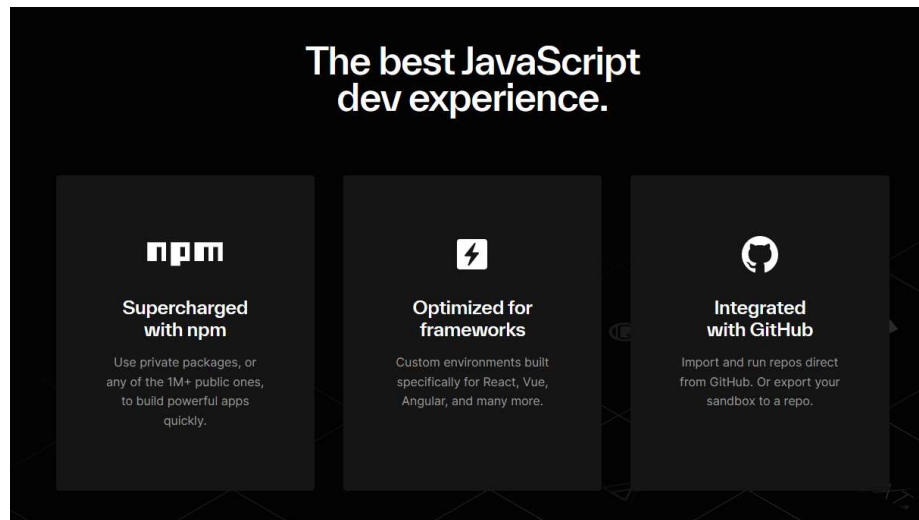 The best JavaScript
dev experience.
npm
Supercharged
with npm
Use private packages, or
any of the 1M+ public ones,
to build powerful apps
quickly.
Optimized for
frameworks
Custom environments built
specifically for React, Vue,
Angular, and many more.
Integrated
with GitHub
Import and run repos direct
from GitHub. Or export your
sandbox to a repo.